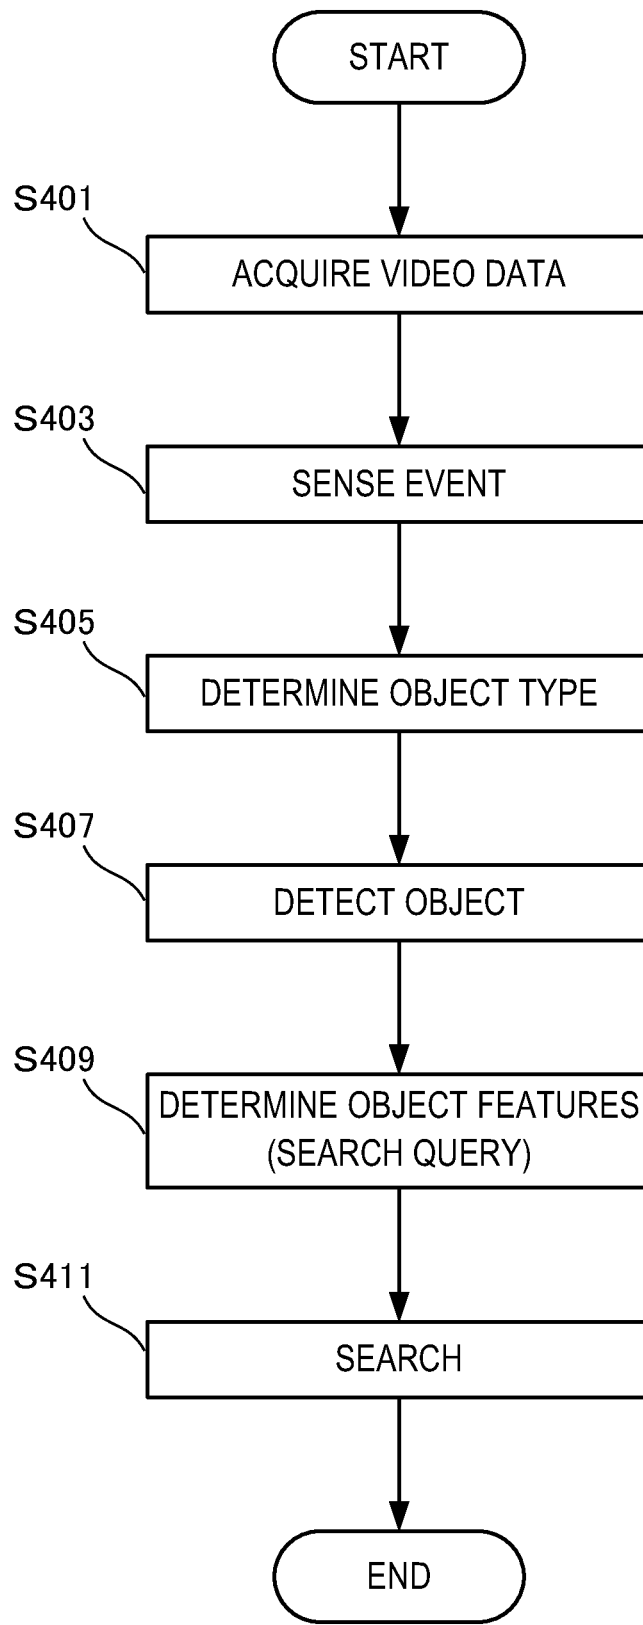 START
S401
ACQUIRE VIDEO DATA
S403
SENSE EVENT
S405
DETERMINE OBJECT TYPE
S407
DETECT OBJECT
S409
DETERMINE OBJECT FEATURES
(SEARCH QUERY)
S411
SEARCH
END